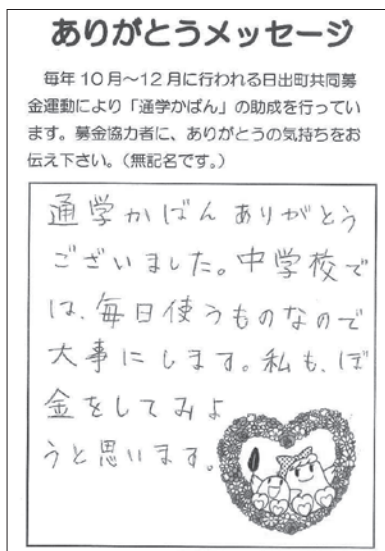 ありがとうメッセージ
毎年10月～12月に行われる日出町共同募
金運動により「通学かばん」の助成を行ってい
ます。募金協力者に、ありがとうの気持ちをお
伝え下さい。（無記名です。）
通学かばんありがとう
ございました。中学校で
は、毎日使うものなので
大事にします。私も、ぼ
金をしてみよ
うと思います。